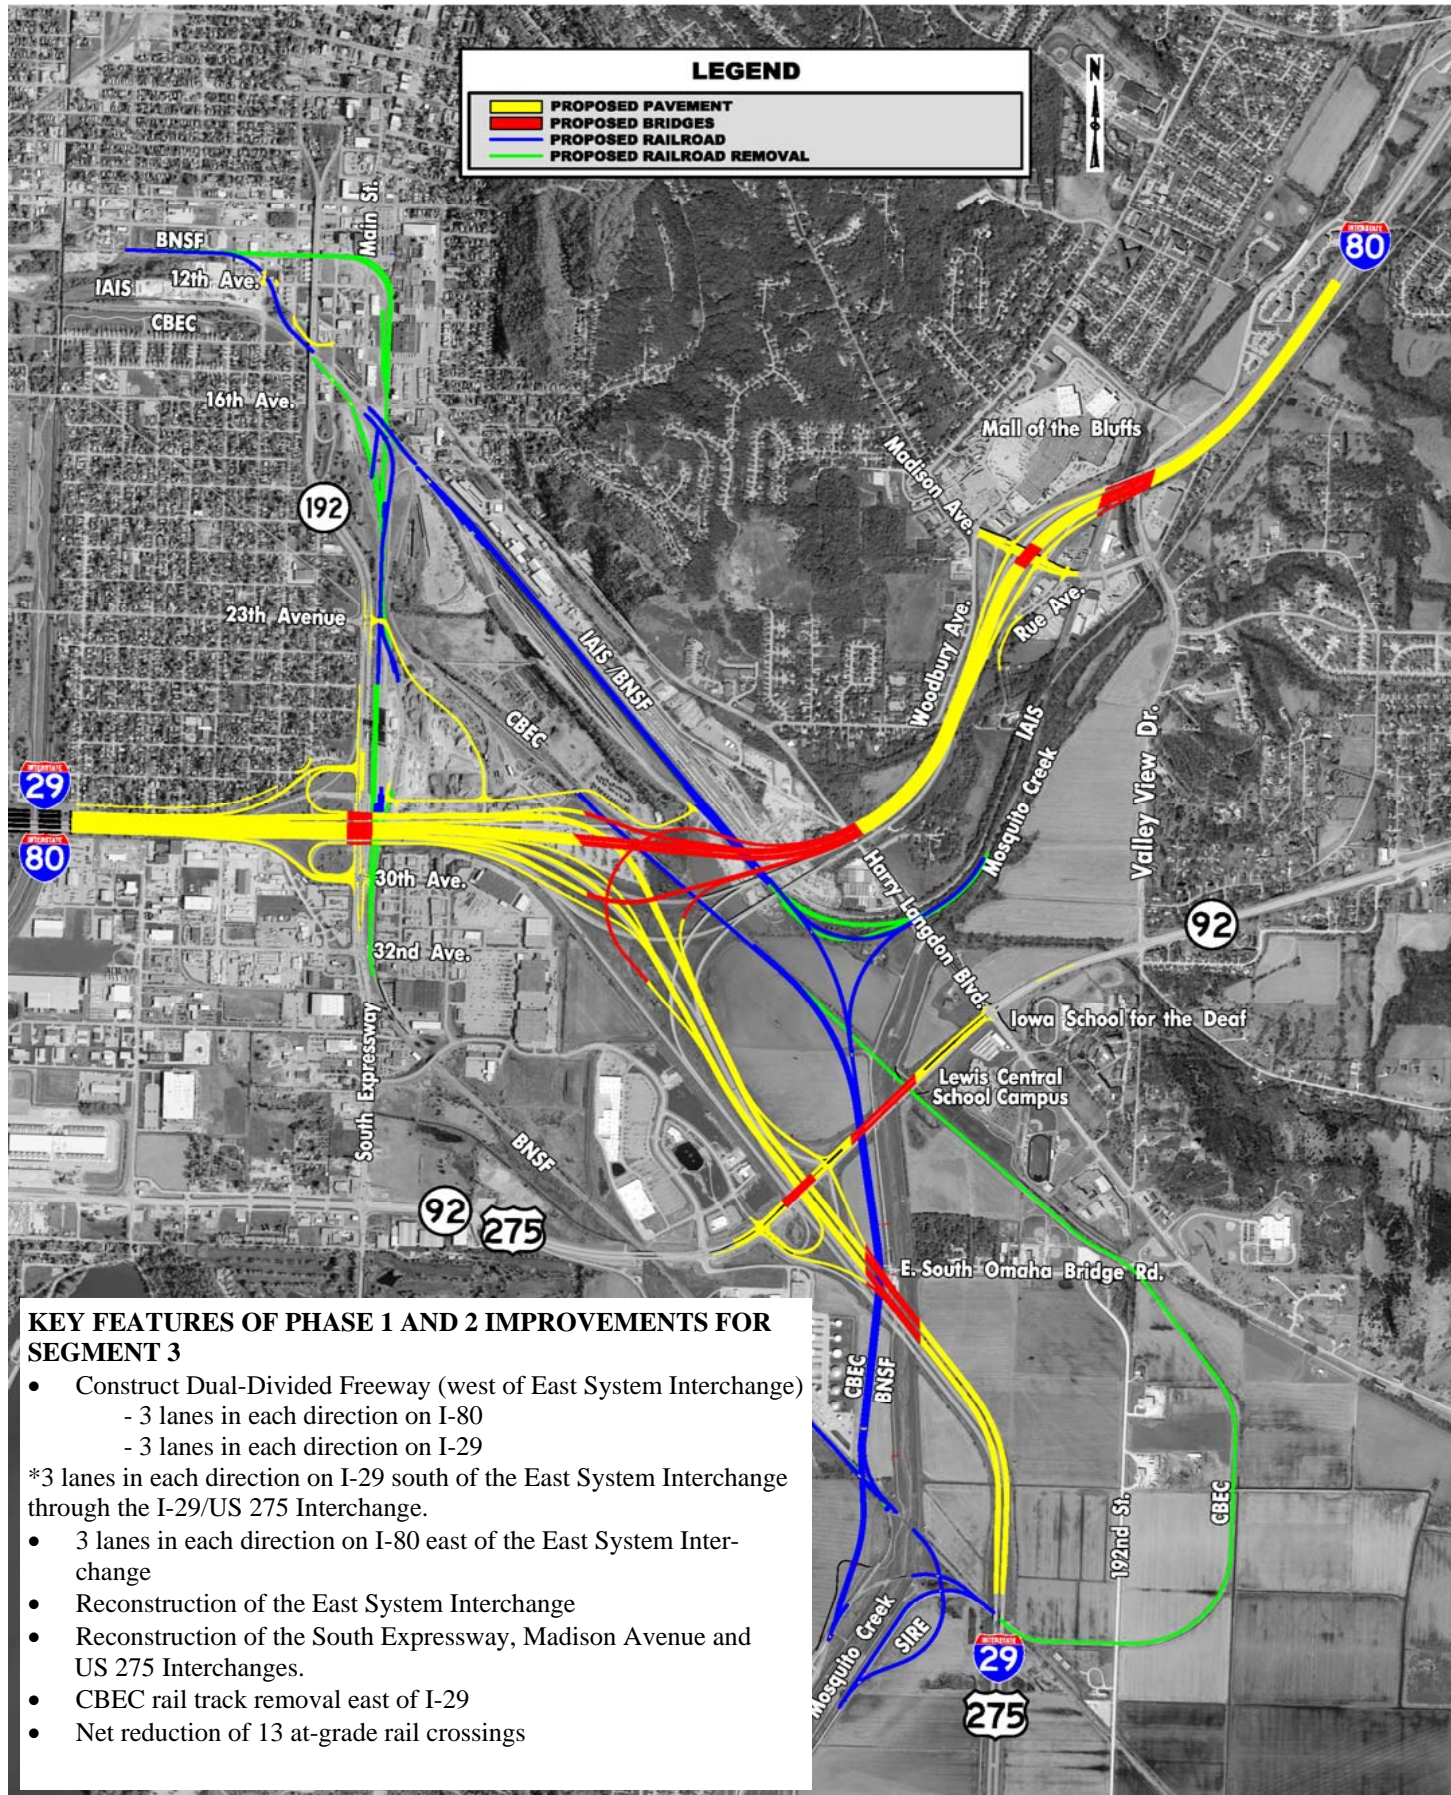 LEGEND
PROPOSED PAVEMENT
PROPOSED BRIDGES
PROPOSED RAILROAD
PROPOSED RAILROAD REMOVAL
N
INTERSTATE
80
Main St.
BNSF
12th Ave.
IAIS
CBEC
16th Ave.
192
Mall of the Bluffs
Madison Ave.
23th Avenue
IAIS/BNSF
Woodbury Ave.
Rue Ave.
CBEC
IAIS
Mosquito Creek
Valley View Dr.
INTERSTATE
29
INTERSTATE
80
30th Ave.
32nd Ave.
Harry Langdon Blvd.
92
Iowa School for the Deaf
South Expressway
Lewis Central
School Campus
BNSF
92
275
E. South Omaha Bridge Rd.
CBEC
BNSF
192nd St.
CBEC
Mosquito Creek
SIRE
INTERSTATE
29
275
KEY FEATURES OF PHASE 1 AND 2 IMPROVEMENTS FOR
SEGMENT 3
• Construct Dual-Divided Freeway (west of East System Interchange)
- 3 lanes in each direction on I-80
- 3 lanes in each direction on I-29
*3 lanes in each direction on I-29 south of the East System Interchange
through the I-29/US 275 Interchange.
• 3 lanes in each direction on I-80 east of the East System Inter-
change
• Reconstruction of the East System Interchange
• Reconstruction of the South Expressway, Madison Avenue and
US 275 Interchanges.
• CBEC rail track removal east of I-29
• Net reduction of 13 at-grade rail crossings